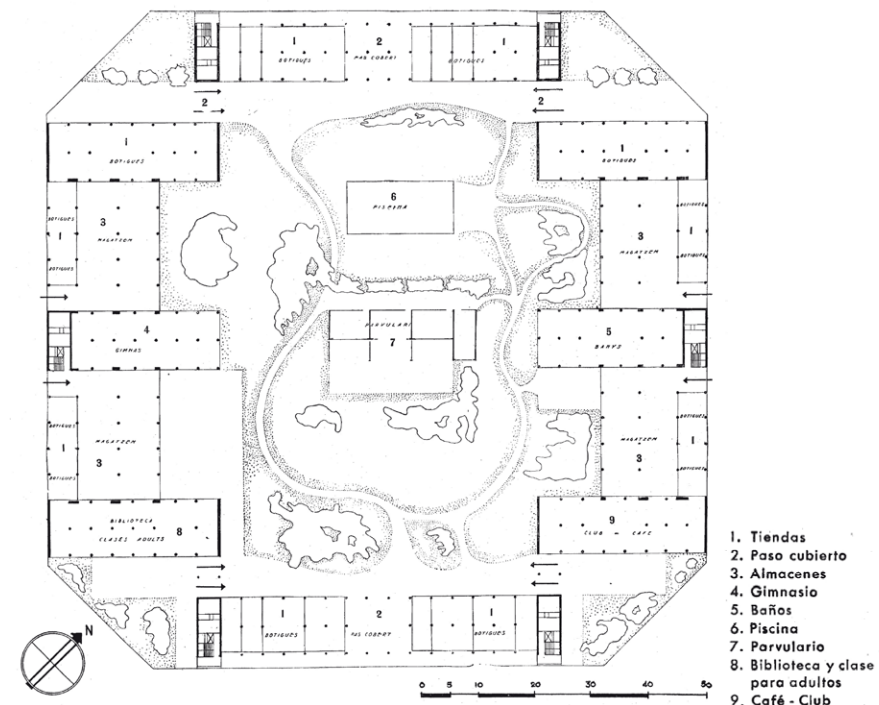 1 2 1
BOTIGUES PAS COBERT BOTIGUES
2 2
1 1
BOTIGUES BOTIGUES
6
PISCINA
BOTIGUES 3 3 BOTIGUES
1 MAGATZEM MAGATZEM 1
BOTIGUES BOTIGUES
4 PARVULARI 5
GIMNAS 7 BANYS
BOTIGUES MAGATZEM MAGATZEM BOTIGUES
1 3 3 1
BOTIGUES BOTIGUES
BIBLIOTECA 9
CLASES ADULTS 8 CLUB - CAFE
1 2 1
BOTIGUES PAS COBERT BOTIGUES
N
0 5 10 20 30 40 50
1. Tiendas
2. Paso cubierto
3. Almacenes
4. Gimnasio
5. Baños
6. Piscina
7. Parvulario
8. Biblioteca y clase
para adultos
9. Café - Club